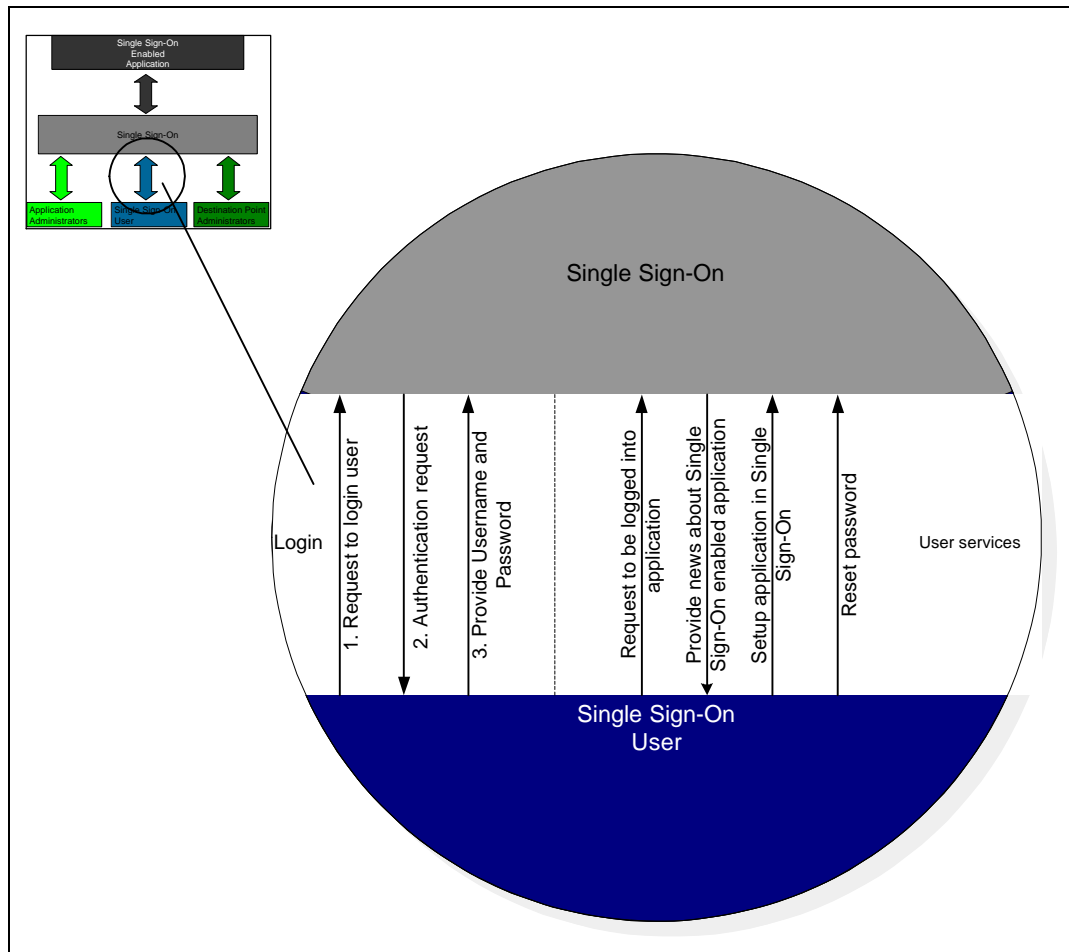 Single Sign-On
Enabled
Application
Single Sign-On
Application
Administrators
Single Sign-On
User
Destination Point
Administrators
Single Sign-On
Login
1. Request to login user
2. Authentication request
3. Provide Username and
Password
Request to be logged into
application
Provide news about Single
Sign-On enabled application
Setup application in Single
Sign-On
Reset password
User services
Single Sign-On
User